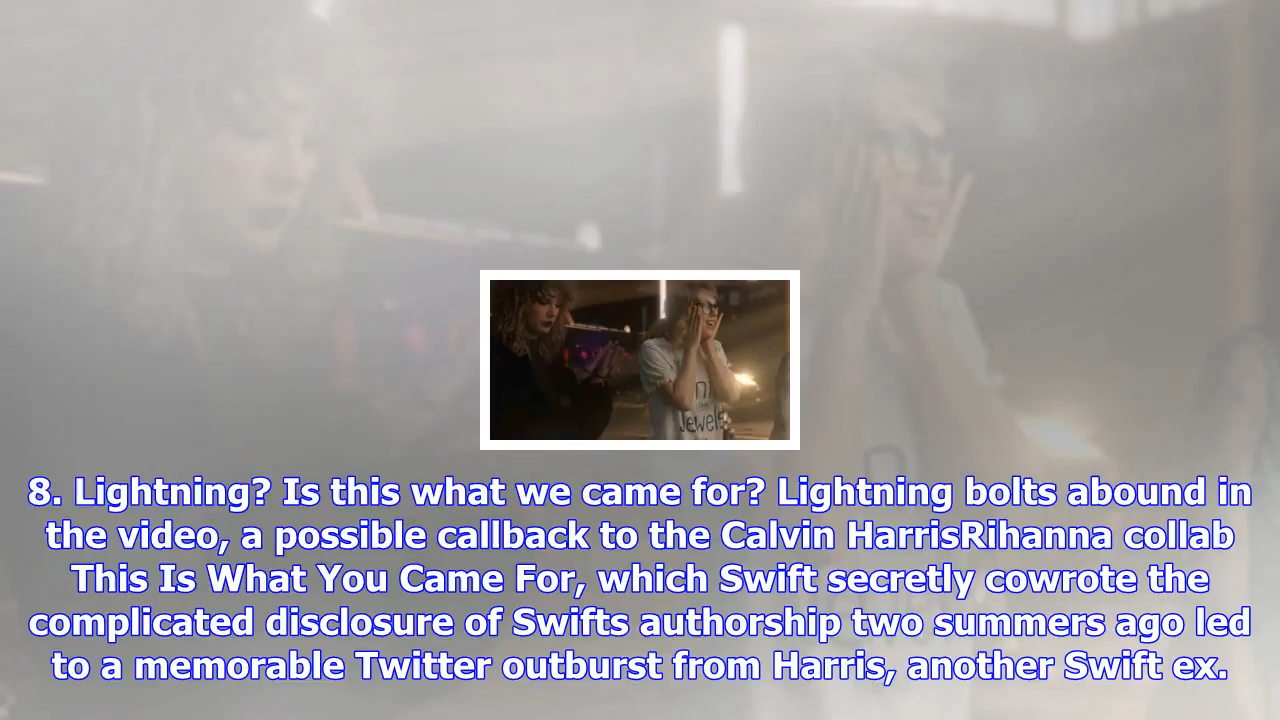 Jewels
8. Lightning? Is this what we came for? Lightning bolts abound in
the video, a possible callback to the Calvin HarrisRihanna collab
This Is What You Came For, which Swift secretly cowrote the
complicated disclosure of Swifts authorship two summers ago led
to a memorable Twitter outburst from Harris, another Swift ex.